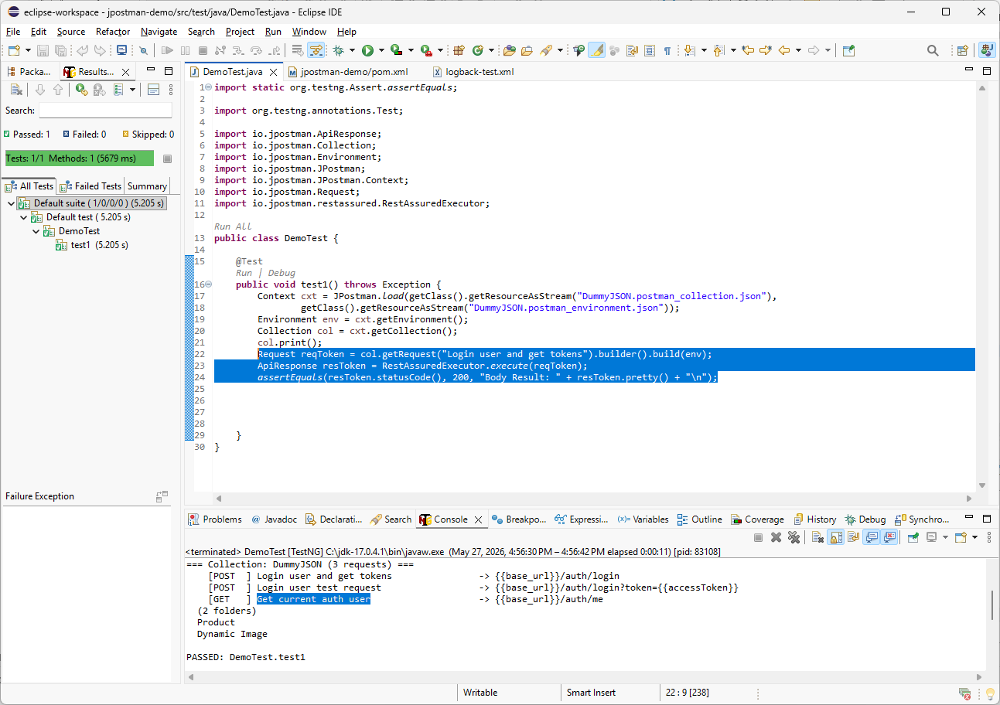 eclipse-workspace - jpostman-demo/src/test/java/DemoTest.java - Eclipse IDE
File Edit Source Refactor Navigate Search Project Run Window Help
Packa... Results...
Search:
Passed: 1 Failed: 0 Skipped: 0
Tests: 1/1 Methods: 1 (5679 ms)
All Tests Failed Tests Summary
Default suite ( 1/0/0/0 ) (5.205 s)
Default test ( 5.205 s)
DemoTest
test1 (5.205 s)
Failure Exception
DemoTest.java jpostman-demo/pom.xml logback-test.xml
1 import static org.testng.Assert.assertEquals;
2
3 import org.testng.annotations.Test;
4
5 import io.jpostman.ApiResponse;
6 import io.jpostman.Collection;
7 import io.jpostman.Environment;
8 import io.jpostman.JPostman;
9 import io.jpostman.JPostman.Context;
10 import io.jpostman.Request;
11 import io.jpostman.restassured.RestAssuredExecutor;
12
Run All
13 public class DemoTest {
14
15 @Test
Run | Debug
16 public void test1() throws Exception {
17 Context cxt = JPostman.load(getClass().getResourceAsStream("DummyJSON.postman_collection.json"),
18 getClass().getResourceAsStream("DummyJSON.postman_environment.json"));
19 Environment env = cxt.getEnvironment();
20 Collection col = cxt.getCollection();
21 col.print();
22 Request reqToken = col.getRequest("Login user and get tokens").builder().build(env);
23 ApiResponse resToken = RestAssuredExecutor.execute(reqToken);
24 assertEquals(resToken.statusCode(), 200, "Body Result: " + resToken.pretty() + "\n");
25
26
27
28
29 }
30 }
Problems Javadoc Declarati... Search Console Breakpo... Expressi... Variables Outline Coverage History Debug Synchro...
<terminated> DemoTest [TestNG] C:\jdk-17.0.4.1\bin\javaw.exe (May 27, 2026, 4:56:30 PM – 4:56:42 PM elapsed 0:00:11) [pid: 83108]
=== Collection: DummyJSON (3 requests) ===
[POST ] Login user and get tokens -> {{base_url}}/auth/login
[POST ] Login user test request -> {{base_url}}/auth/login?token={{accessToken}}
[GET ] Get current auth user -> {{base_url}}/auth/me
(2 folders)
Product
Dynamic Image
PASSED: DemoTest.test1
Writable Smart Insert 22 : 9 [238]